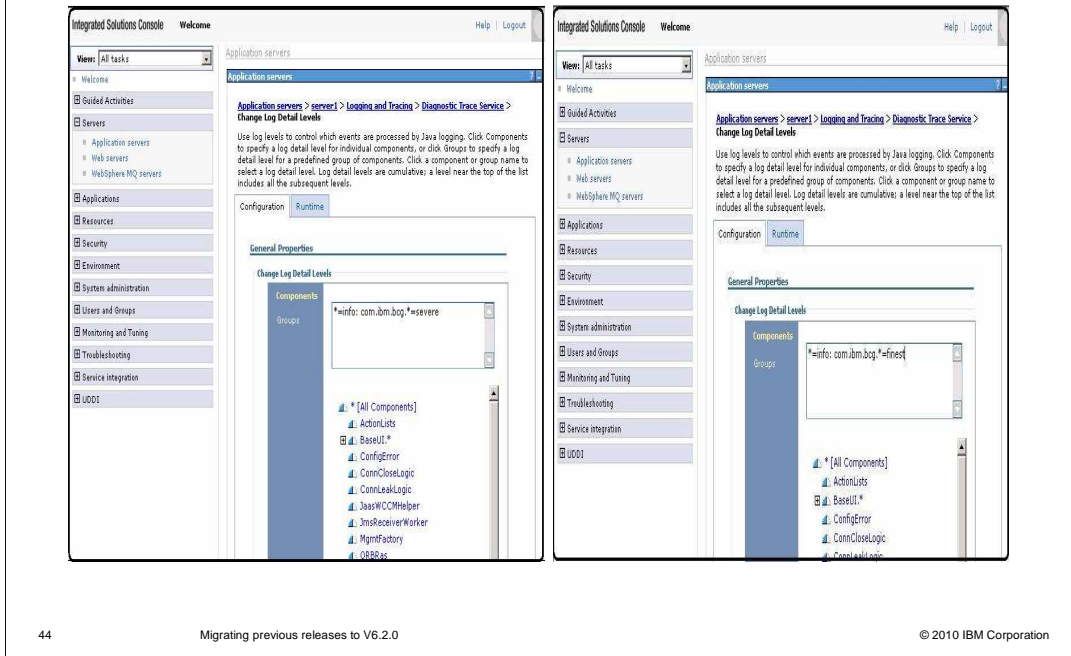 Integrated Solutions Console Welcome Help | Logout
View: All tasks
Welcome
Guided Activities
Servers
Application servers
Web servers
WebSphere MQ servers
Applications
Resources
Security
Environment
System administration
Users and Groups
Monitoring and Tuning
Troubleshooting
Service integration
UDDI
Application servers
Application servers ? _
Application servers > server1 > Logging and Tracing > Diagnostic Trace Service >
Change Log Detail Levels
Use log levels to control which events are processed by Java logging. Click Components
to specify a log detail level for individual components, or click Groups to specify a log
detail level for a predefined group of components. Click a component or group name to
select a log detail level. Log detail levels are cumulative; a level near the top of the list
includes all the subsequent levels.
Configuration Runtime
General Properties
Change Log Detail Levels
Components
Groups
*=info: com.ibm.bcg.*=severe
* [All Components]
ActionLists
BaseUI.*
ConfigError
ConnCloseLogic
ConnLeakLogic
JaasWCCMHelper
JmsReceiverWorker
MgmtFactory
ORBRas
Integrated Solutions Console Welcome Help | Logout
View: All tasks
Welcome
Guided Activities
Servers
Application servers
Web servers
WebSphere MQ servers
Applications
Resources
Security
Environment
System administration
Users and Groups
Monitoring and Tuning
Troubleshooting
Service integration
UDDI
Application servers
Application servers ? _
Application servers > server1 > Logging and Tracing > Diagnostic Trace Service >
Change Log Detail Levels
Use log levels to control which events are processed by Java logging. Click Components
to specify a log detail level for individual components, or click Groups to specify a log
detail level for a predefined group of components. Click a component or group name to
select a log detail level. Log detail levels are cumulative; a level near the top of the list
includes all the subsequent levels.
Configuration Runtime
General Properties
Change Log Detail Levels
Components
Groups
*=info: com.ibm.bcg.*=finest
* [All Components]
ActionLists
BaseUI.*
ConfigError
ConnCloseLogic
ConnLeakLogic
44 Migrating previous releases to V6.2.0 © 2010 IBM Corporation